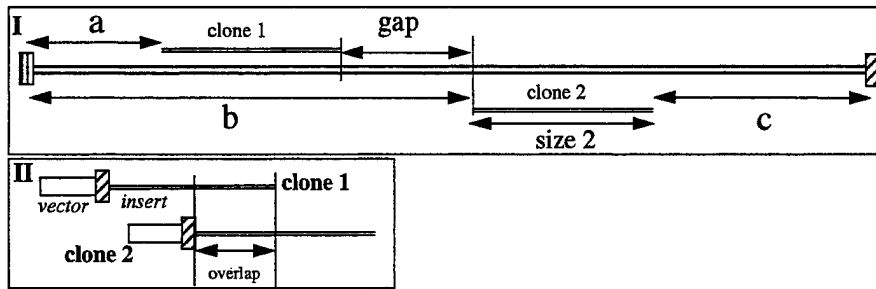 I
a
clone 1
gap
b
clone 2
c
size 2
II
clone 1
vector
insert
clone 2
overlap